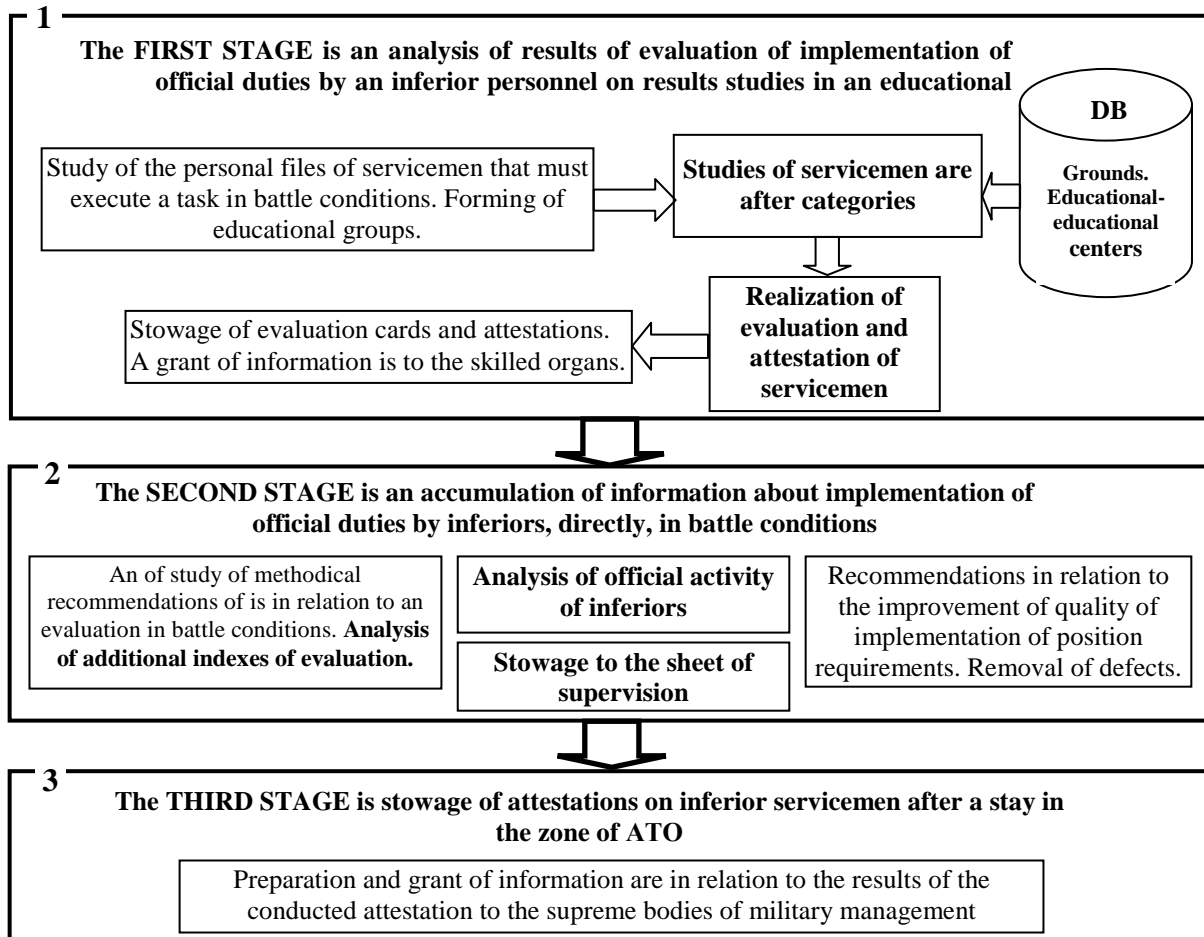 1
The FIRST STAGE is an analysis of results of evaluation of implementation of
official duties by an inferior personnel on results studies in an educational
DB
Grounds.
Educational-
educational
centers
Study of the personal files of servicemen that must
execute a task in battle conditions. Forming of
educational groups.
Studies of servicemen are
after categories
Realization of
evaluation and
attestation of
servicemen
Stowage of evaluation cards and attestations.
A grant of information is to the skilled organs.
2
The SECOND STAGE is an accumulation of information about implementation of
official duties by inferiors, directly, in battle conditions
An of study of methodical
recommendations of is in relation to an
evaluation in battle conditions. Analysis
of additional indexes of evaluation.
Analysis of official activity
of inferiors
Stowage to the sheet of
supervision
Recommendations in relation to
the improvement of quality of
implementation of position
requirements. Removal of defects.
3
The THIRD STAGE is stowage of attestations on inferior servicemen after a stay in
the zone of ATO
Preparation and grant of information are in relation to the results of the
conducted attestation to the supreme bodies of military management